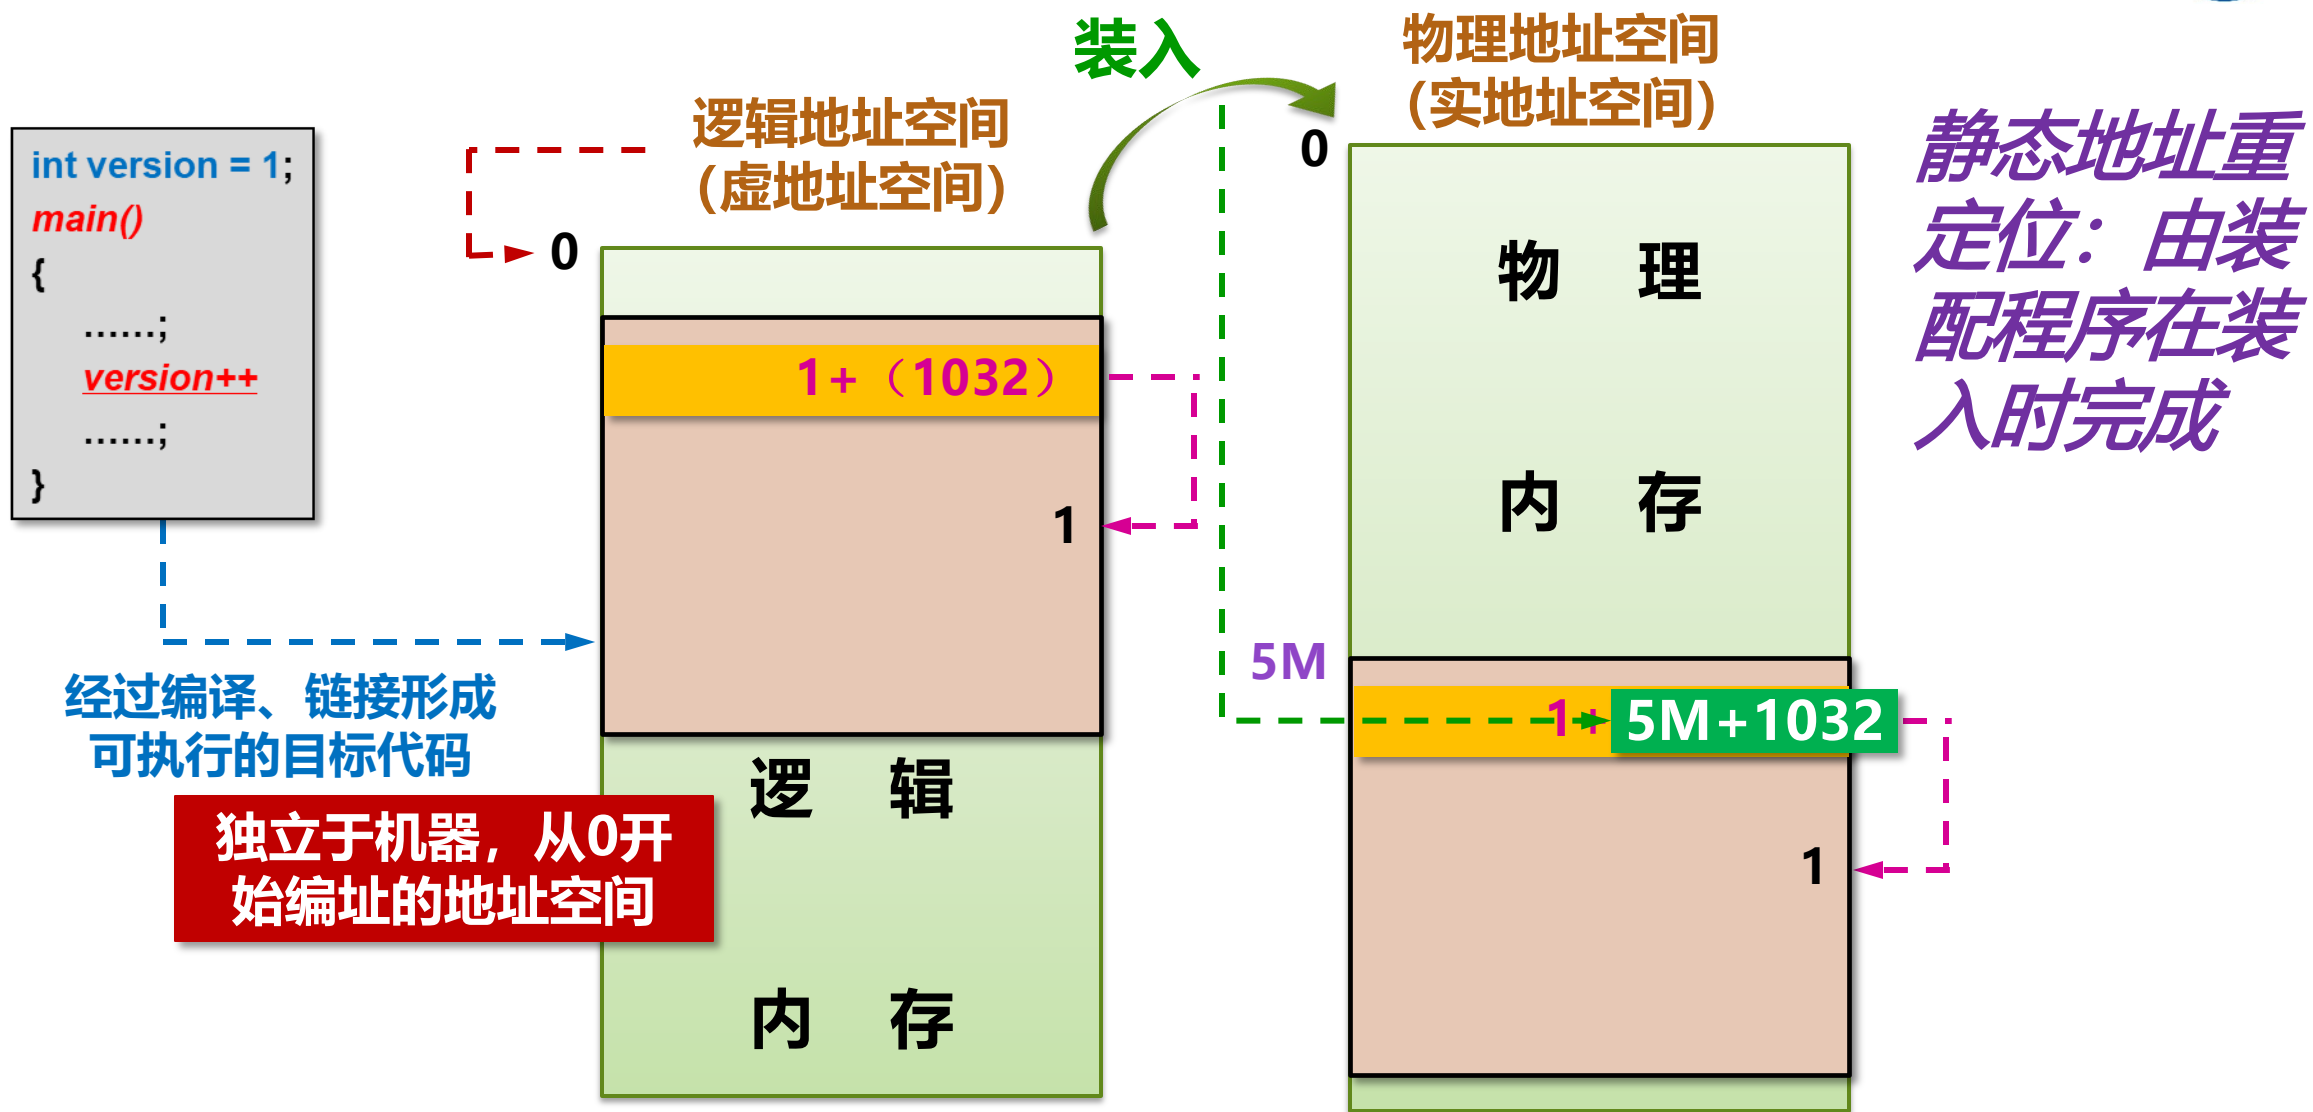 int version = 1;
main()
{
......;
version++
......;
}
经过编译、链接形成
可执行的目标代码
独立于机器，从0开
始编址的地址空间
逻辑地址空间
(虚地址空间)
0
1+（1032）
1
逻 辑
内 存
装入
物理地址空间
(实地址空间)
0
物 理
内 存
5M
1+ 5M+1032
1
静态地址重
定位：由装
配程序在装
入时完成